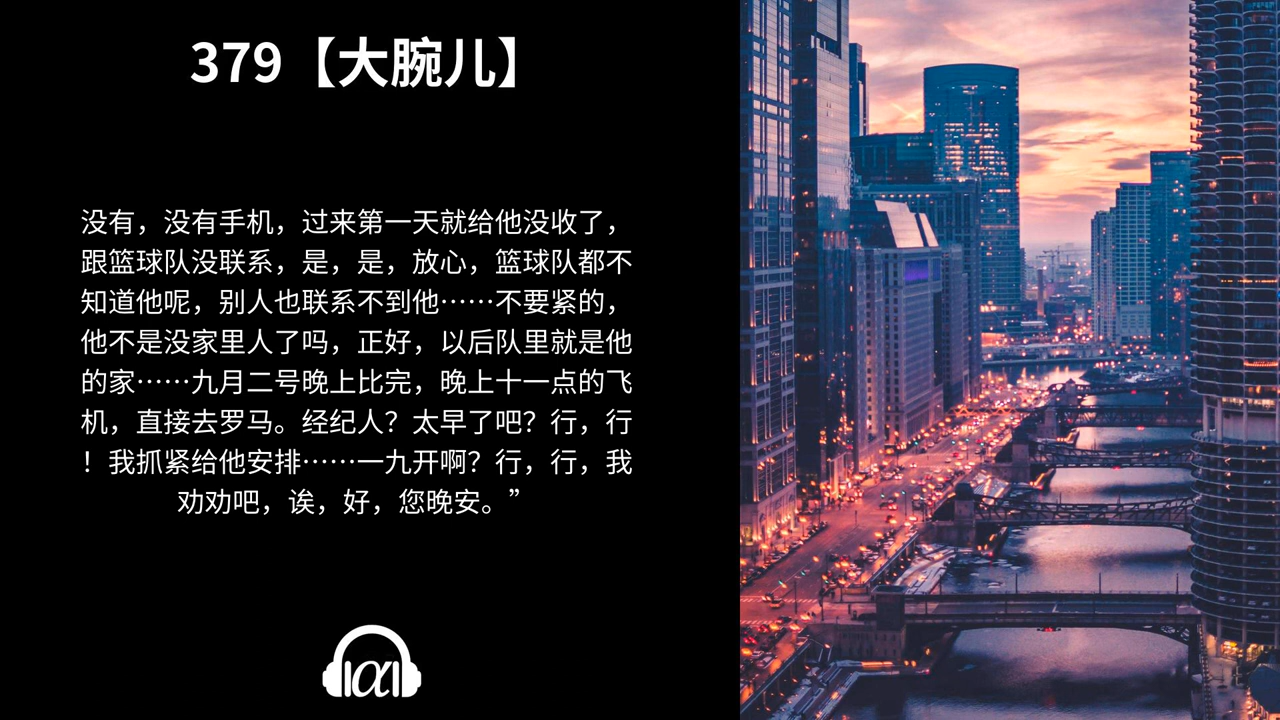 379【大腕儿】
没有，没有手机，过来第一天就给他没收了，
跟篮球队没联系，是，是，放心，篮球队都不
知道他呢，别人也联系不到他……不要紧的，
他不是没家里人了吗，正好，以后队里就是他
的家……九月二号晚上比完，晚上十一点的飞
机，直接去罗马。经纪人？太早了吧？行，行
！我抓紧给他安排……一九开啊？行，行，我
劝劝吧，诶，好，您晚安。”
|α|